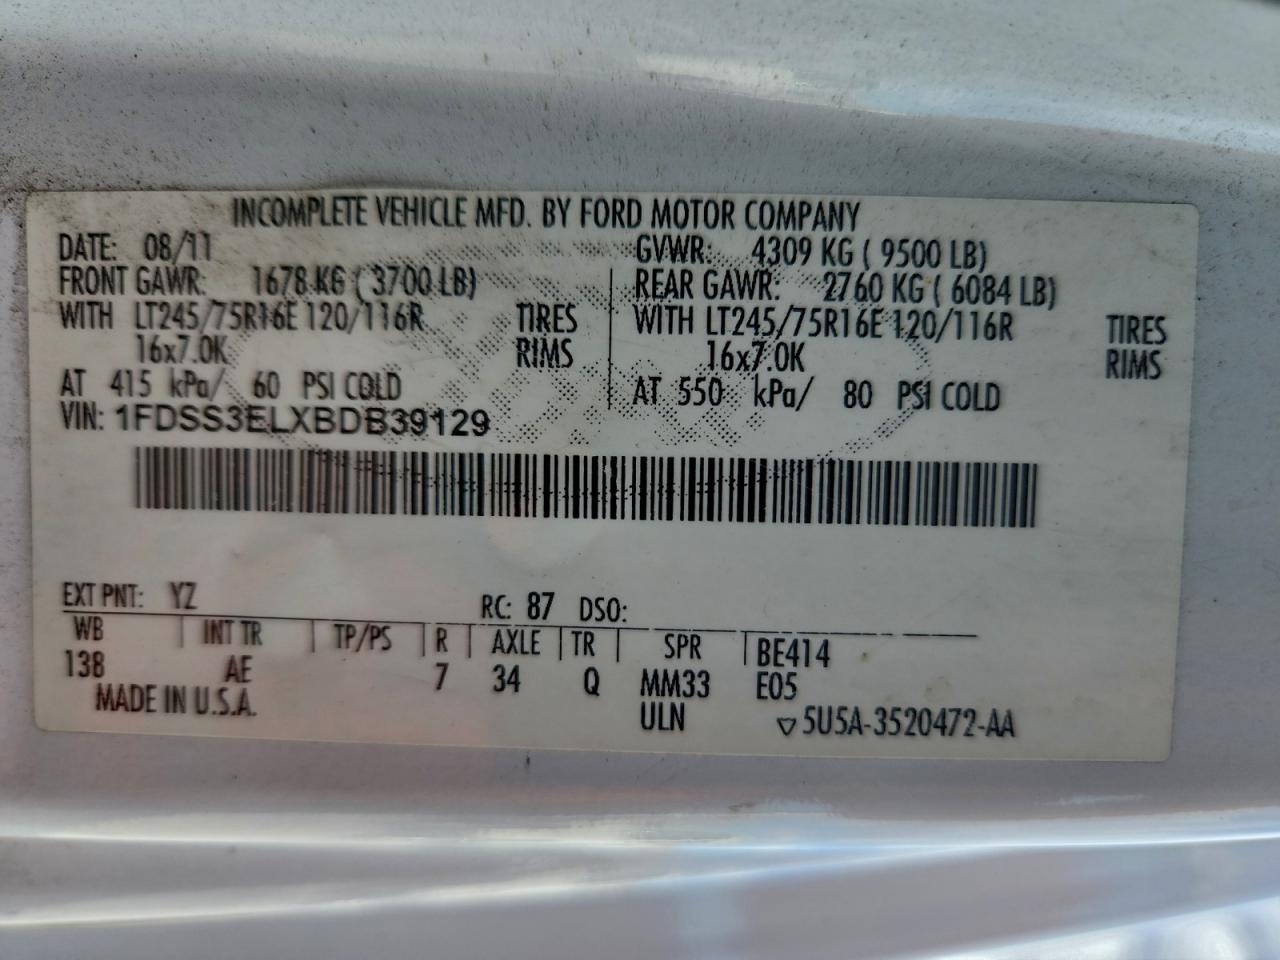 INCOMPLETE VEHICLE MFD. BY FORD MOTOR COMPANY
DATE: 08/11 GVWR: 4309 KG ( 9500 LB)
FRONT GAWR: 1678 KG ( 3700 LB) REAR GAWR: 2760 KG ( 6084 LB)
WITH LT245/75R16E 120/116R TIRES WITH LT245/75R16E 120/116R TIRES
16x7.0K RIMS 16x7.0K RIMS
AT 415 kPa/ 60 PSI COLD AT 550 kPa/ 80 PSI COLD
VIN: 1FDSS3ELXBDB39129
EXT PNT: YZ RC: 87 DSO:
WB INT TR TP/PS R AXLE TR SPR BE414
138 AE 7 34 Q MM33 E05
MADE IN U.S.A. ULN ▽5U5A-3520472-AA